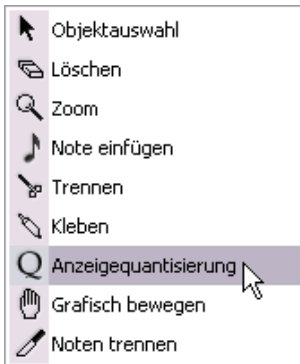 Objektauswahl
Löschen
Zoom
Note einfügen
Trennen
Kleben
Q Anzeigequantisierung
Grafisch bewegen
Noten trennen